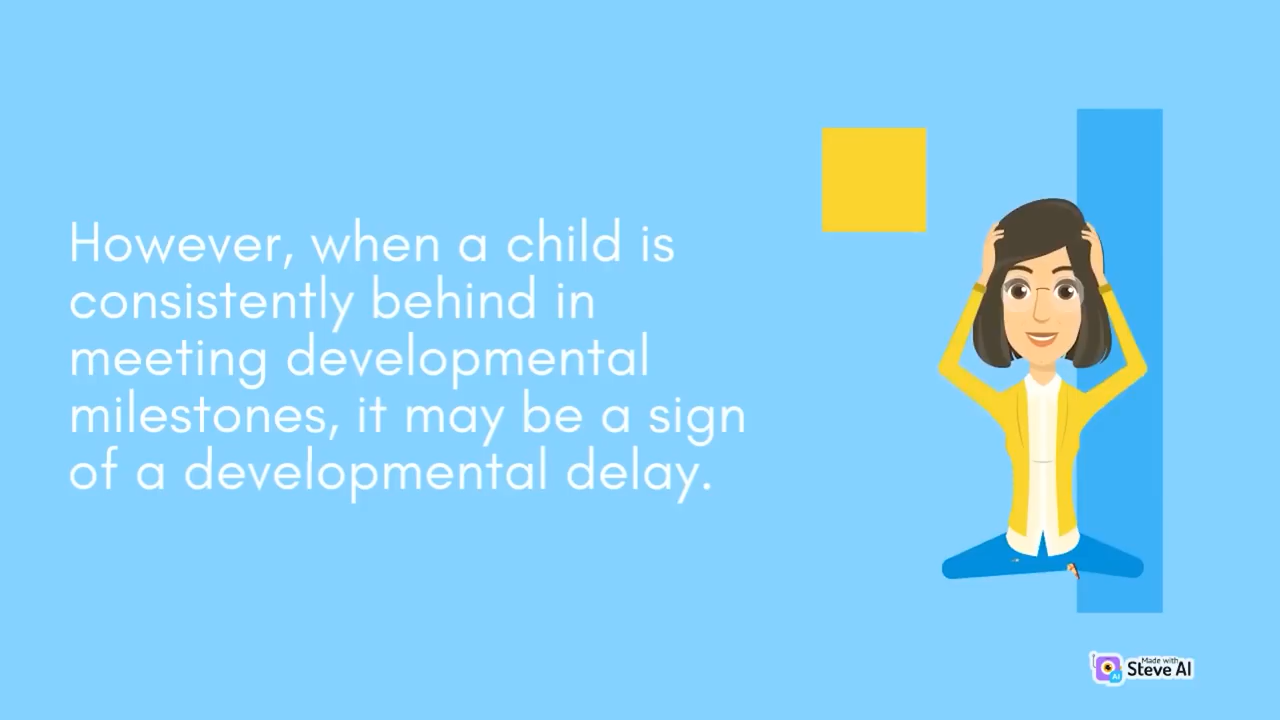 However, when a child is
consistently behind in
meeting developmental
milestones, it may be a sign
of a developmental delay.
Made with
Steve AI
AI